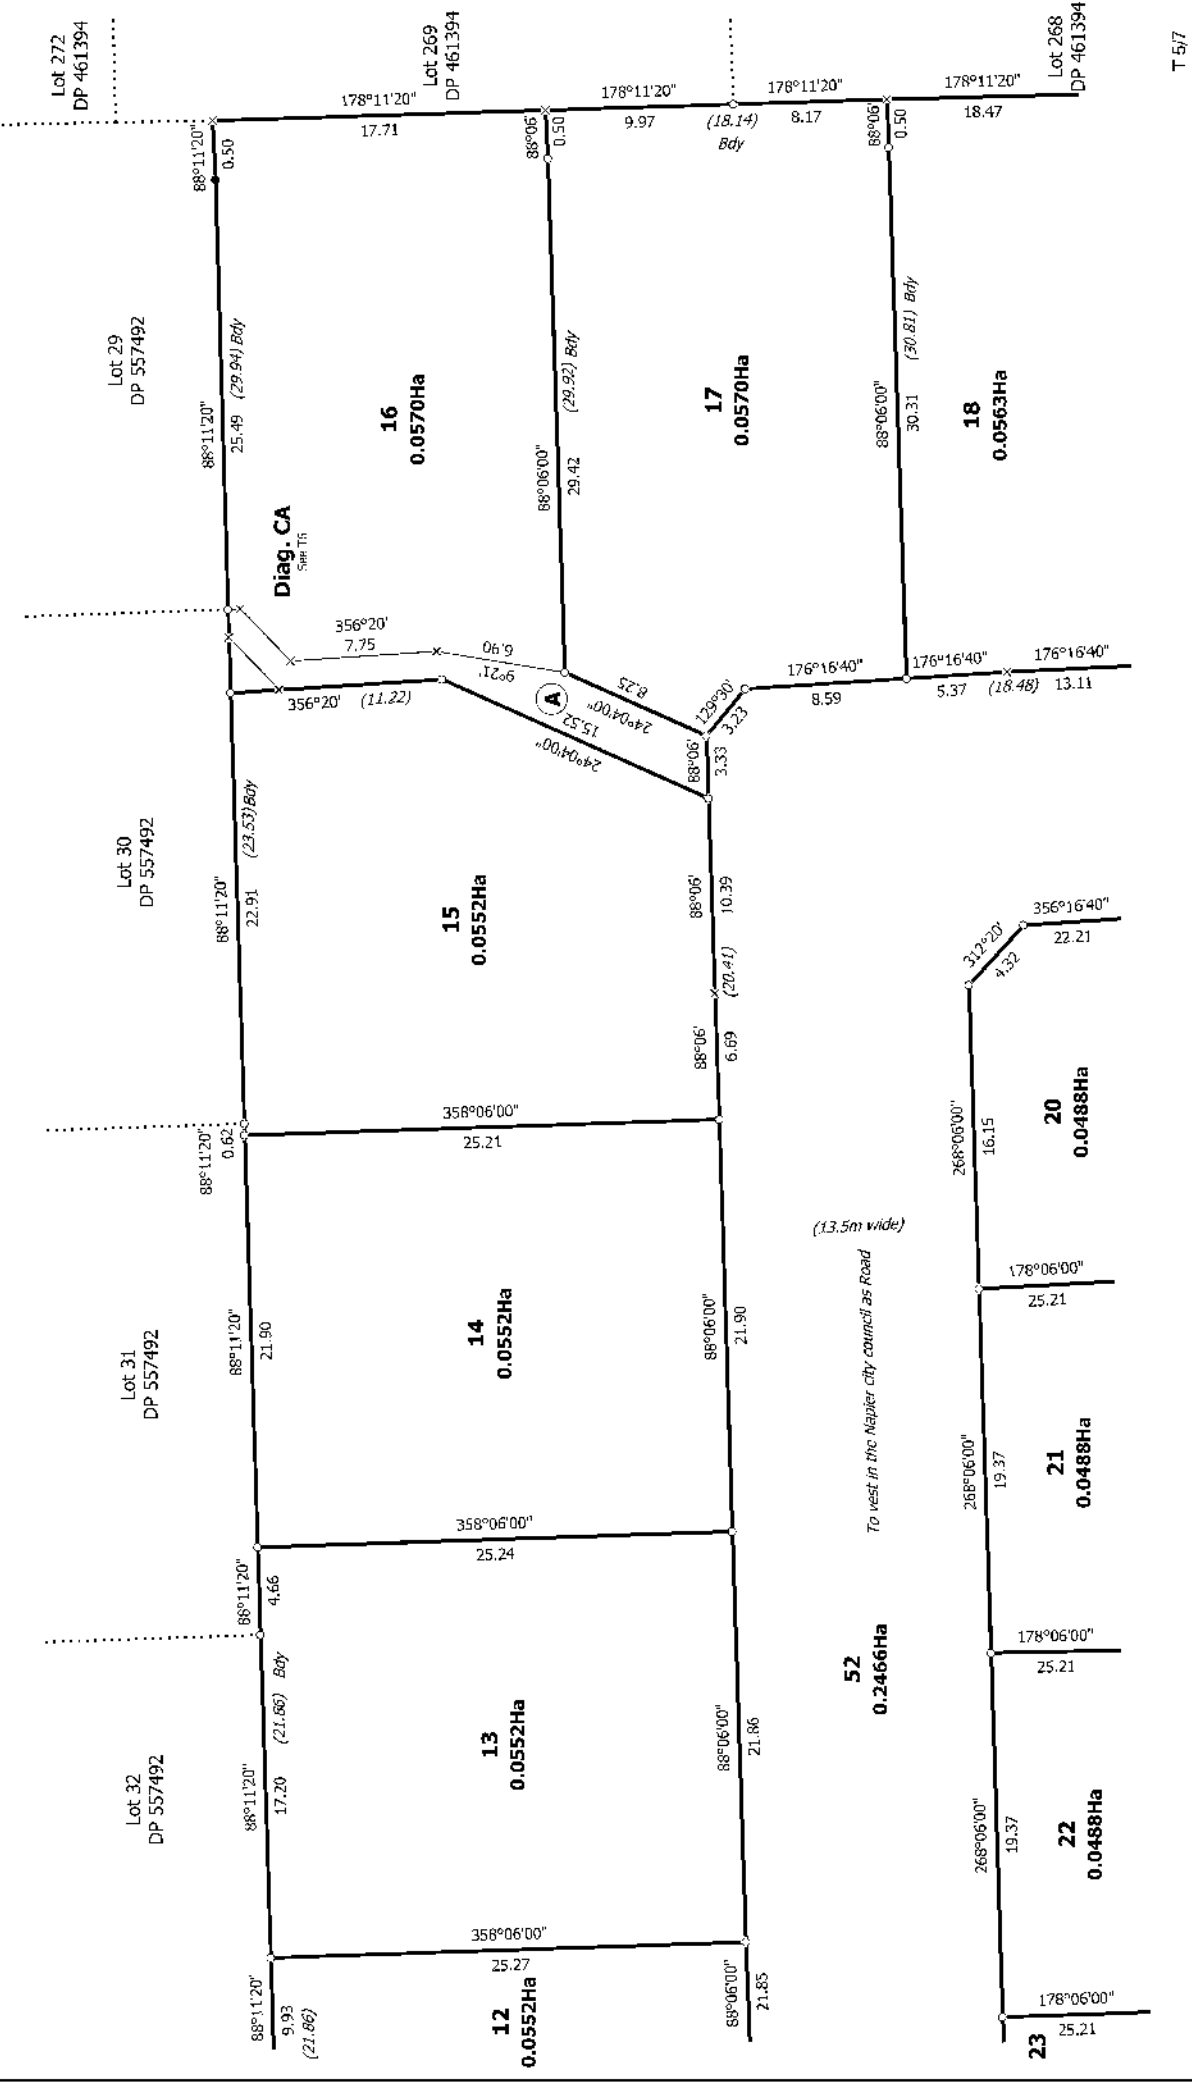 Lot 32
DP 557492
Lot 31
DP 557492
Lot 30
DP 557492
Lot 29
DP 557492
Lot 272
DP 461394
Lot 269
DP 461394
Lot 268
DP 461394
T 5/7
88°11'20"
9.93
(21.86)
88°11'20"
17.20
(21.86) Bdy
88°11'20"
4.66
88°11'20"
21.90
88°11'20"
0.62
88°11'20"
22.91
(23.53) Bdy
88°11'20"
25.49
(29.94) Bdy
88°11'20"
0.50
178°11'20"
17.71
88°06'
0.50
178°11'20"
9.97
(18.14)
Bdy
178°11'20"
8.17
88°06'
0.50
178°11'20"
18.47
Diag. CA
See T6
356°20'
7.75
6.90
9°21'
356°20'
(11.22)
A
15.52
24°04'00"
8.25
24°04'00"
88°06'00"
29.42
(29.92) Bdy
88°06'00"
30.31
(30.81) Bdy
129°30'
3.23
88°06'
3.33
176°16'40"
8.59
176°16'40"
5.37
(18.48)
176°16'40"
13.11
12
0.0552Ha
358°06'00"
25.27
13
0.0552Ha
358°06'00"
25.24
14
0.0552Ha
358°06'00"
25.21
15
0.0552Ha
16
0.0570Ha
17
0.0570Ha
18
0.0563Ha
88°06'00"
21.85
88°06'00"
21.86
88°06'00"
21.90
88°06'
6.69
(20.41)
88°06'
10.39
52
0.2466Ha
To vest in the Napier city council as Road
(13.5m wide)
268°06'00"
19.37
268°06'00"
19.37
268°06'00"
16.15
312°20'
4.32
356°16'40"
22.21
23
178°06'00"
25.21
22
0.0488Ha
178°06'00"
25.21
21
0.0488Ha
178°06'00"
25.21
20
0.0488Ha